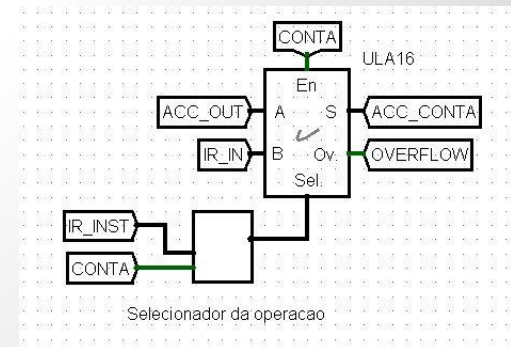 CONTA
ULA16
En
ACC_OUT
A
S
ACC_CONTA
IR_IN
B
Ov.
OVERFLOW
Sel.
IR_INST
CONTA
Selecionador da operacao